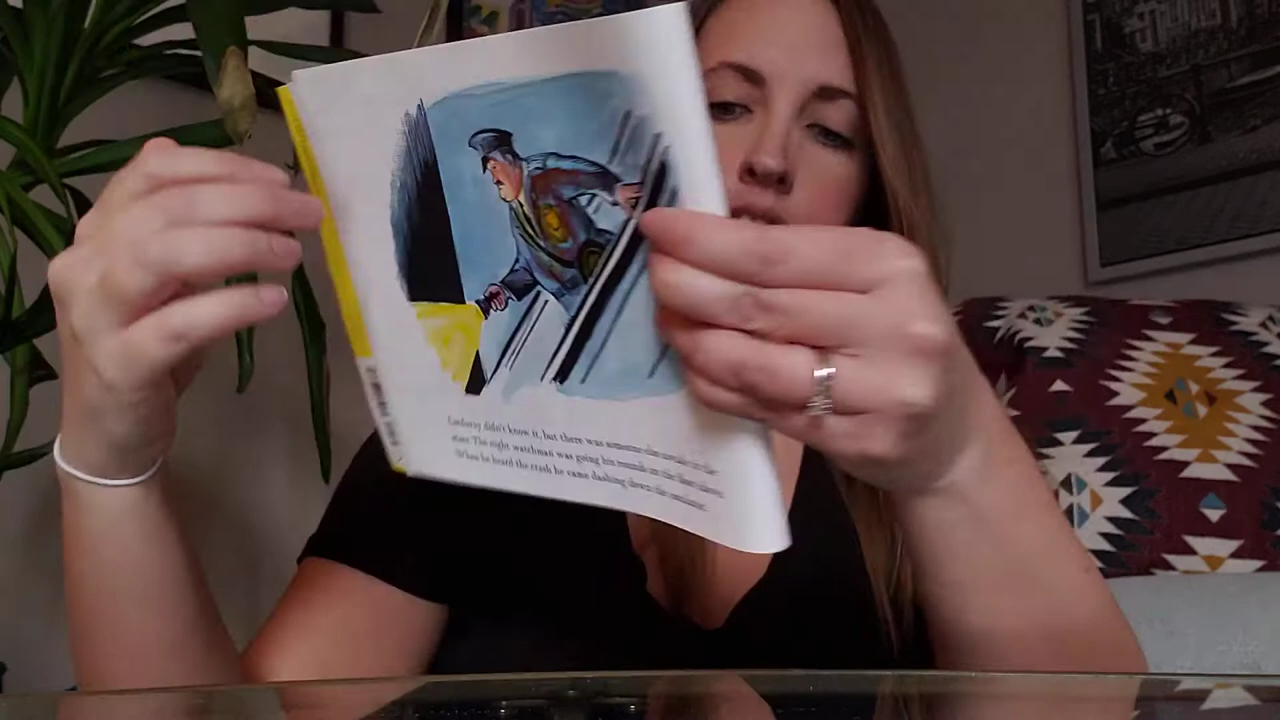 Corduroy didn't know it, but there was someone else awake in the
store. The night watchman was going his rounds on the floor above.
When he heard the crash he came dashing down the escalator.